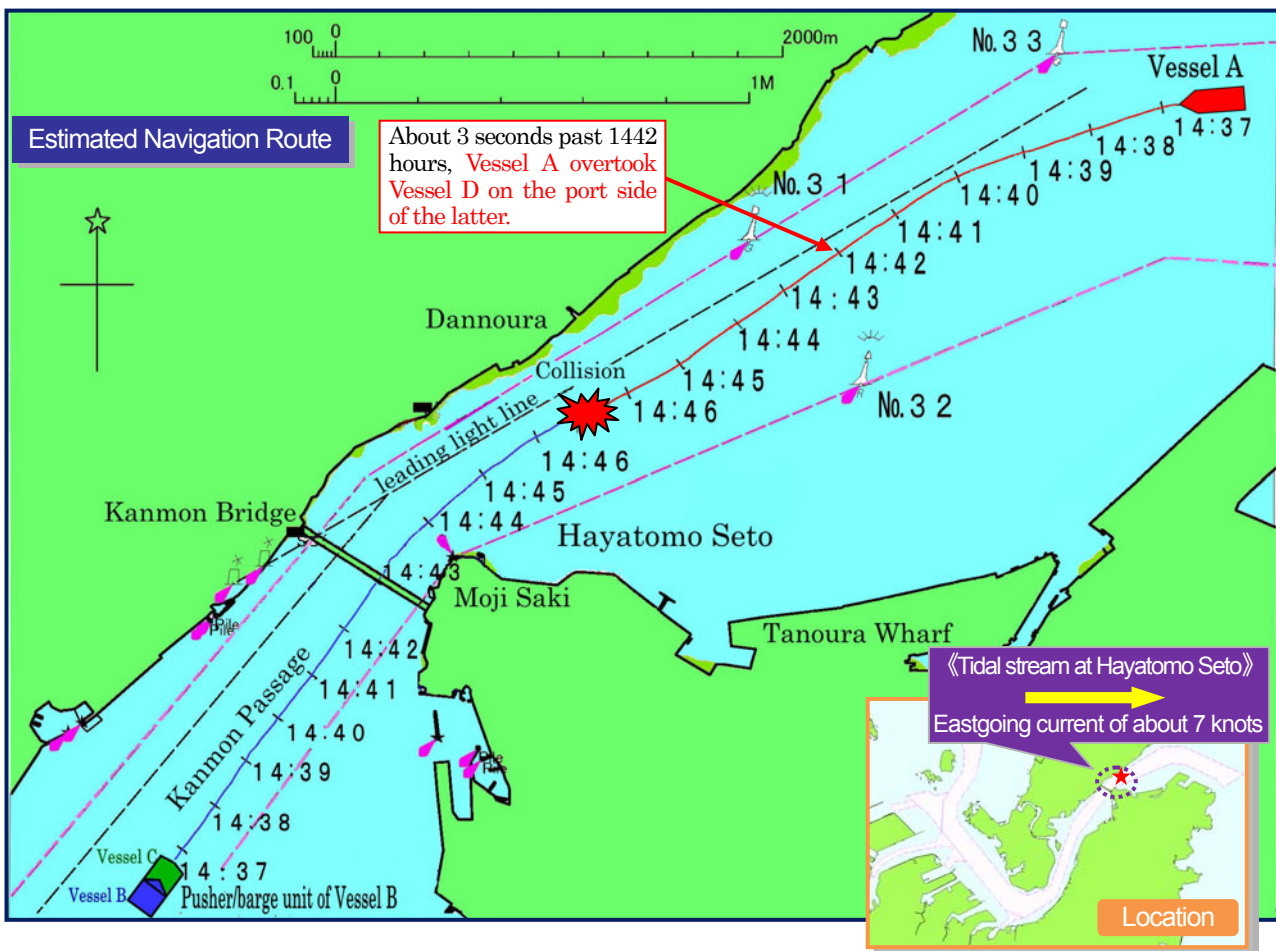 100 0 2000m
0.1 0 1M
No.33
Vessel A
Estimated Navigation Route
About 3 seconds past 1442
hours, Vessel A overtook
Vessel D on the port side
of the latter.
No.31
14:37
14:38
14:39
14:40
14:41
14:42
14:43
14:44
14:45
14:46
Dannoura
Collision
No.32
leading light line
14:46
14:45
14:44
14:43
Kanmon Bridge
Hayatomo Seto
Moji Saki
Pile
Pile
Tanoura Wharf
14:42
14:41
14:40
14:39
14:38
14:37
Kanmon Passage
Pile
Pile
Vessel C
Vessel B
Pusher/barge unit of Vessel B
《Tidal stream at Hayatomo Seto》
Eastgoing current of about 7 knots
Location